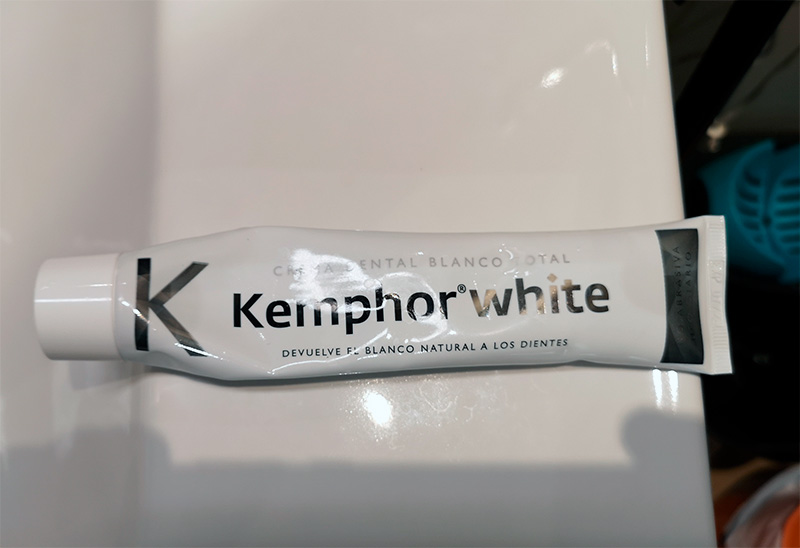 K
CREMA DENTAL BLANCO TOTAL
Kemphor® white
DEVUELVE EL BLANCO NATURAL A LOS DIENTES